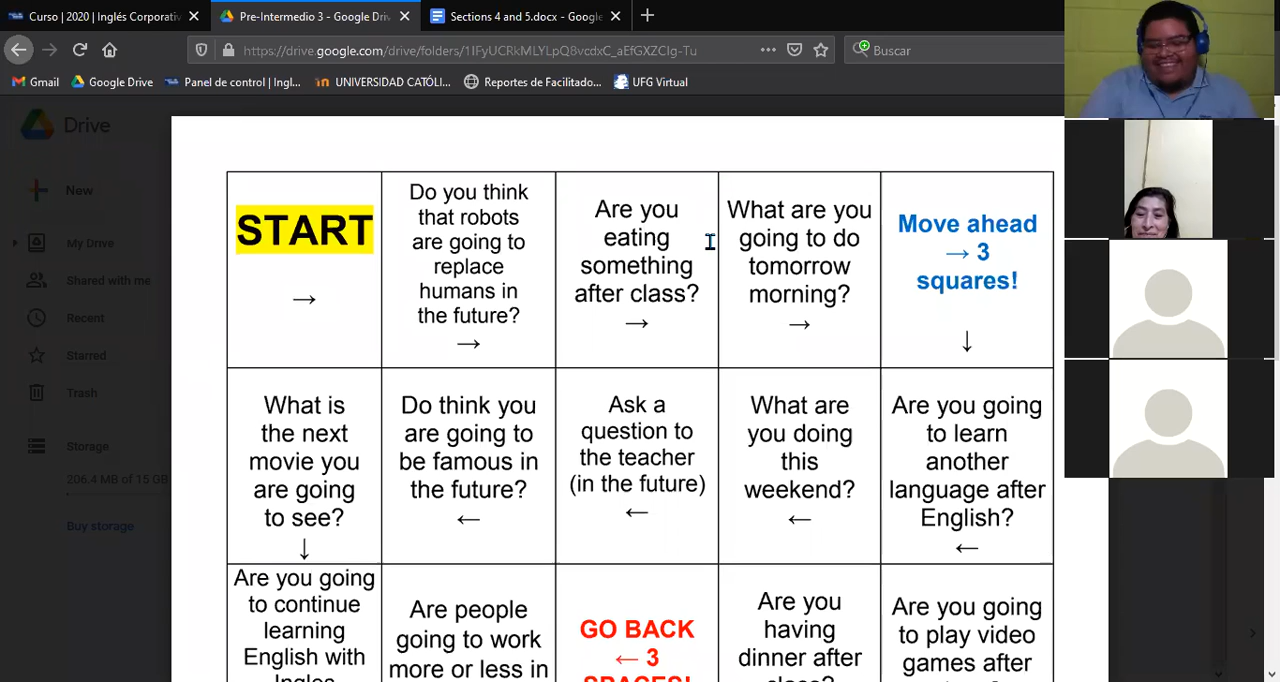 Curso | 2020 | Inglés Corporativ
Pre-Intermedio 3 - Google Driv
Sections 4 and 5.docx - Google
https://drive.google.com/drive/folders/1IFyUCRkMLYLpQ8vcdxC_aEfGXZCIg-Tu
Buscar
Gmail
Google Drive
Panel de control | Ingl...
UNIVERSIDAD CATÓLI...
Reportes de Facilitado...
UFG Virtual
Drive
New
My Drive
Shared with me
Recent
Starred
Trash
Storage
206.4 MB of 15 GB
Buy storage
START
→
Do you think
that robots
are going to
replace
humans in
the future?
→
Are you
eating
something
after class?
→
What are you
going to do
tomorrow
morning?
→
Move ahead
→ 3
squares!
↓
What is
the next
movie you
are going
to see?
↓
Do think you
are going to
be famous in
the future?
←
Ask a
question to
the teacher
(in the future)
←
What are
you doing
this
weekend?
←
Are you going
to learn
another
language after
English?
←
Are you going
to continue
learning
English with
Ingles
Are people
going to work
more or less in
GO BACK
← 3
SPACES!
Are you
having
dinner after
class?
Are you going
to play video
games after